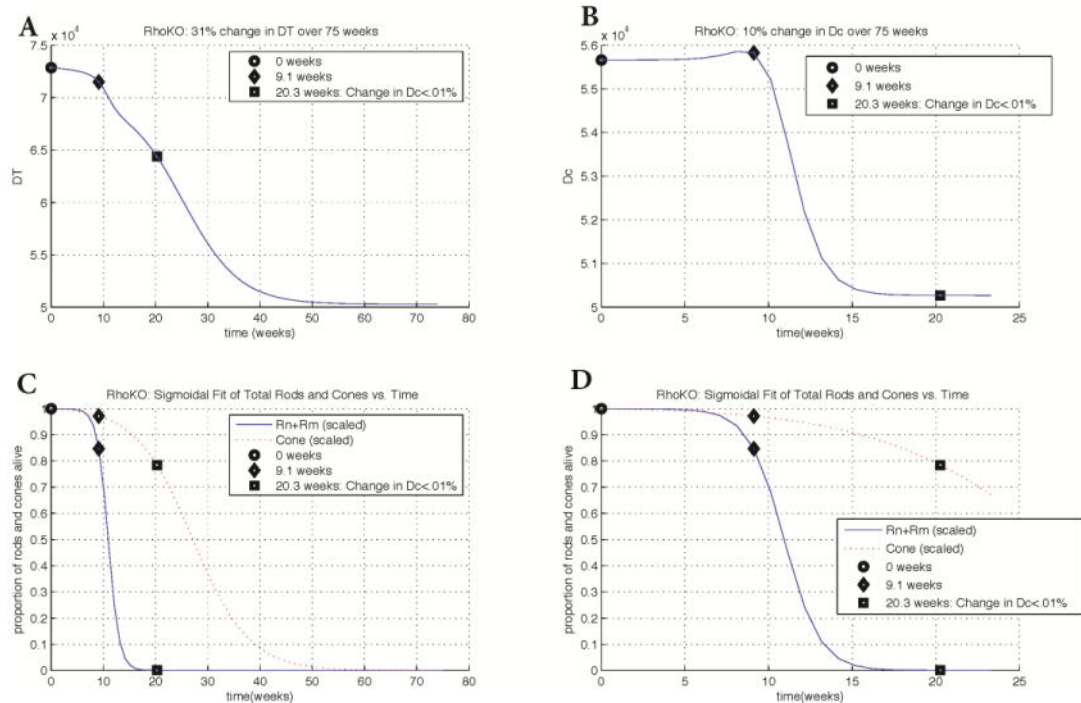 A
RhoKO: 31% change in DT over 75 weeks
x 10⁴
7.5
7
6.5
6
5.5
5
DT
0 10 20 30 40 50 60 70 80
time (weeks)
0 weeks
9.1 weeks
20.3 weeks: Change in Dc<.01%
B
RhoKO: 10% change in Dc over 75 weeks
x 10⁴
5.6
5.5
5.4
5.3
5.2
5.1
5
Dc
0 5 10 15 20 25
time(weeks)
0 weeks
9.1 weeks
20.3 weeks: Change in Dc<.01%
C
RhoKO: Sigmoidal Fit of Total Rods and Cones vs. Time
0.9
0.8
0.7
0.6
0.5
0.4
0.3
0.2
0.1
0
proportion of rods and cones alive
0 10 20 30 40 50 60 70 80
time(weeks)
Rn+Rm (scaled)
Cone (scaled)
0 weeks
9.1 weeks
20.3 weeks: Change in Dc<.01%
D
RhoKO: Sigmoidal Fit of Total Rods and Cones vs. Time
0.9
0.8
0.7
0.6
0.5
0.4
0.3
0.2
0.1
0
proportion of rods and cones alive
0 5 10 15 20 25
time(weeks)
Rn+Rm (scaled)
Cone (scaled)
0 weeks
9.1 weeks
20.3 weeks: Change in Dc<.01%